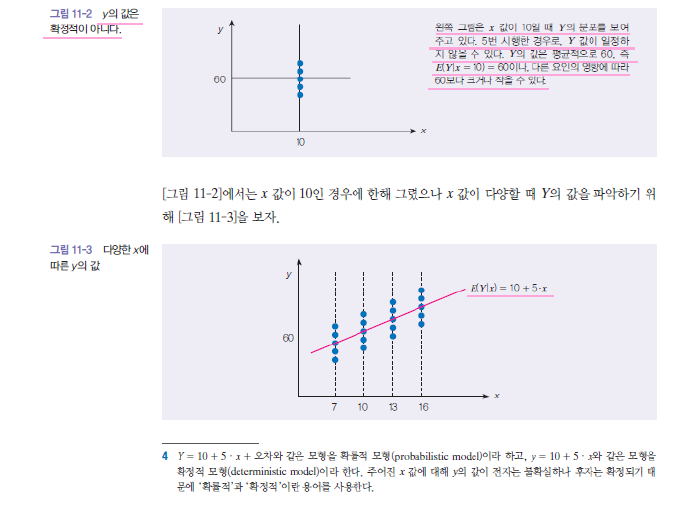 그림 11-2 y의 값은
확정적이 아니다.
y
60
10
x
왼쪽 그림은 x 값이 10일 때 Y의 분포를 보여
주고 있다. 5번 시행한 경우로, Y 값이 일정하
지 않을 수 있다. Y의 값은 평균적으로 60, 즉
E(Y|x = 10) = 60이나, 다른 요인의 영향에 따라
60보다 크거나 작을 수 있다.
[그림 11-2]에서는 x 값이 10인 경우에 한해 그렸으나 x 값이 다양할 때 Y의 값을 파악하기 위
해 [그림 11-3]을 보자.
그림 11-3 다양한 x에
따른 y의 값
y
E(Y|x) = 10 + 5·x
60
x
7 10 13 16
4 Y = 10 + 5 · x + 오차와 같은 모형을 확률적 모형(probabilistic model)이라 하고, y = 10 + 5 · x와 같은 모형을
확정적 모형(deterministic model)이라 한다. 주어진 x 값에 대해 y의 값이 전자는 불확실하나 후자는 확정되기 때
문에 ‘확률적’과 ‘확정적’이란 용어를 사용한다.